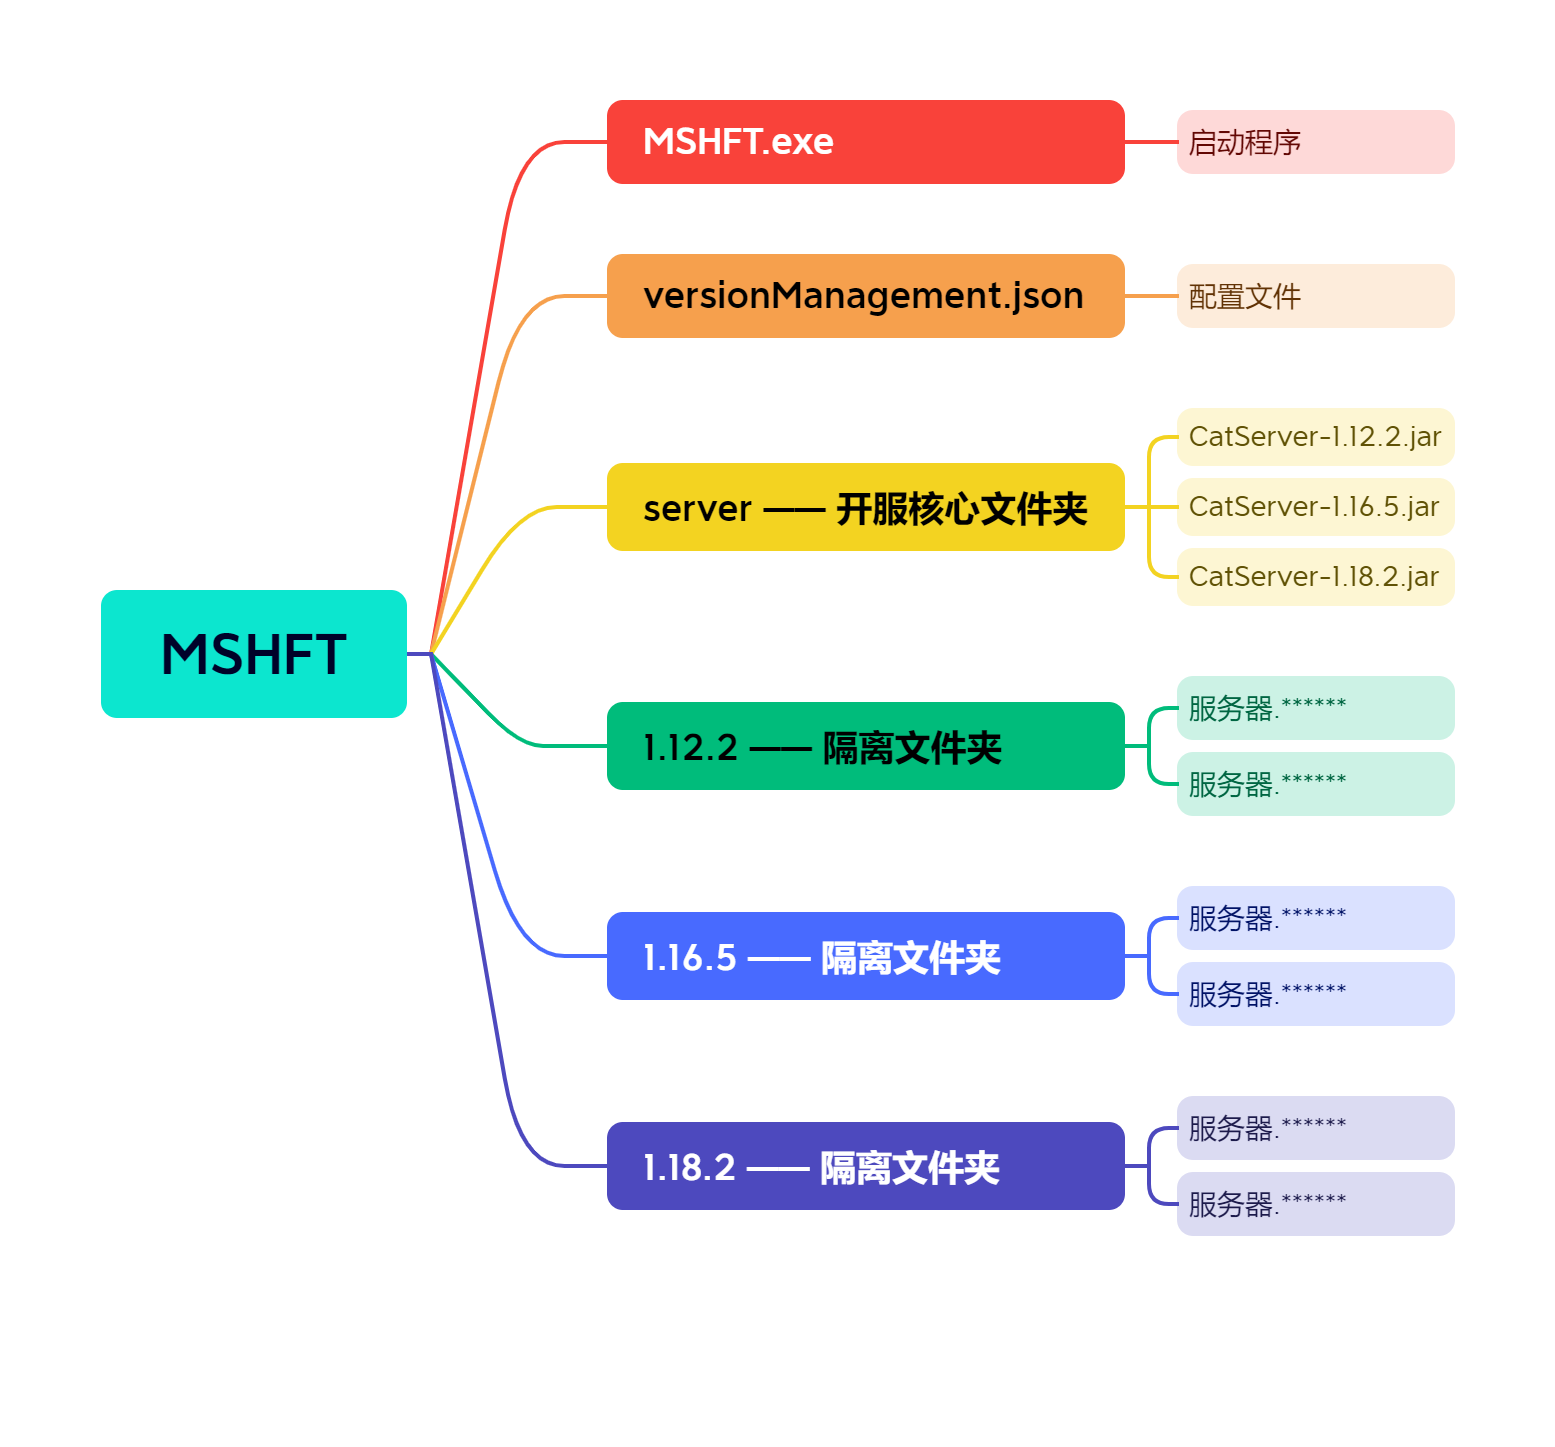 MSHFT
MSHFT.exe
启动程序
versionManagement.json
配置文件
server —— 开服核心文件夹
CatServer-1.12.2.jar
CatServer-1.16.5.jar
CatServer-1.18.2.jar
1.12.2 —— 隔离文件夹
服务器.******
服务器.******
1.16.5 —— 隔离文件夹
服务器.******
服务器.******
1.18.2 —— 隔离文件夹
服务器.******
服务器.******